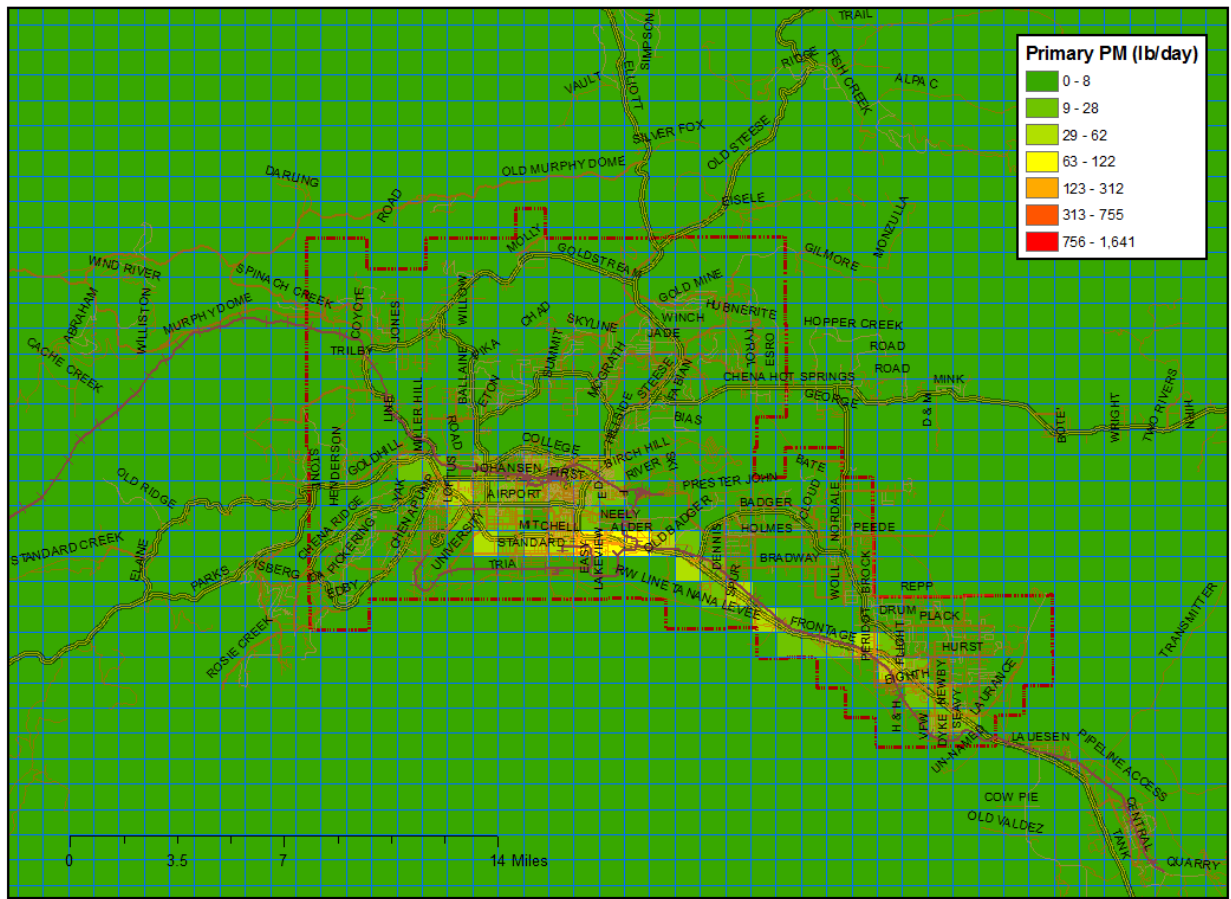 TRAIL
SIMPSON
ELLIOTT
VAULT
RIDGE
FISH CREEK
ALPA C
Primary PM (lb/day)
0 - 8
9 - 28
29 - 62
63 - 122
123 - 312
313 - 755
756 - 1,641
SILVER FOX
OLD STEESE
OLD MURPHY DOME
DARLING
ROAD
EISELE
MONZULLA
MOLLY
GOLDSTREAM
GILMORE
WIND RIVER
SPINACH CREEK
GOLD MINE
ABRAHAM
WILLISTON
MURPHY DOME
COYOTE
JONES
WILLOW
CHAD
SKYLINE
WINCH
HUBNERITE
JADE
TYROL
ESRO
HOPPER CREEK
ROAD
ROAD
CACHE CREEK
TRILBY
SUMMIT
MCGRATH
STEESE
FABIAN
CHENA HOT SPRINGS
MINK
LINE
MILLER HILL
BALLAINE
ETON
HILLSIDE
BIAS
GEORGE
D & M
BOTE'
WRIGHT
TWO RIVERS
NIIH
STONE
HENDERSON
GOLDHILL
ROAD
COLLEGE
BIRCH HILL
LOFTUS
JOHANSEN
FIRST
RIVER
BATE
OLD RIDGE
YAK
AIRPORT
PRESTER JOHN
CLOUD
NORDALE
CHENA RIDGE
CHENA PUMP
NEELY
OLD BADGER
BADGER
STANDARD CREEK
ELAINE
PICKERING
UNIVERSITY
MITCHELL
ALDER
HOLMES
PEEDE
STANDARD
DENNIS
BRADWAY
PARKS
ISBERG
EDDY
TRIA
EASY
LAKEVIEW
R/W LINE TANANA LEVEE
SPUR
WOLL
BROCK
REPP
ROSIE CREEK
FRONTAGE
PERIDOT
DRUM
PLACK
FLIGHT
HURST
TRANSMITTER
EIGHTH
NEWBY
LAURANCE
H & H
VFW
DYKE
SEAVY
UN-NAMED
LAUESEN
PIPELINE ACCESS
COW PIE
OLD VALDEZ
CENTRAL
TANK
QUARRY
0
3.5
7
14 Miles